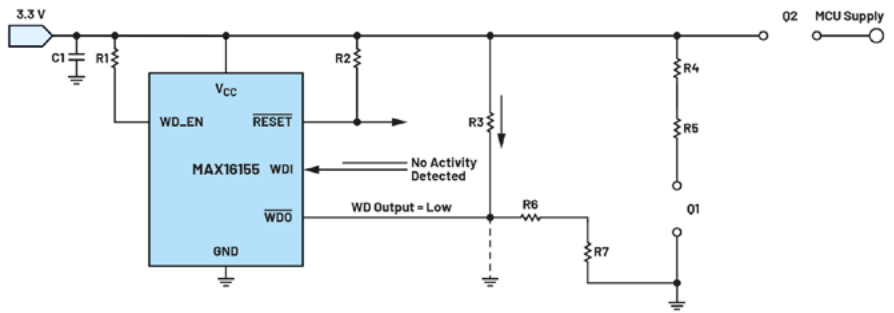 3.3 V
Q2
MCU Supply
C1
R1
R2
R4
VCC
WD_EN
RESET
R3
R5
MAX16155
WDI
No Activity
Detected
WDO
WD Output = Low
R6
Q1
GND
R7